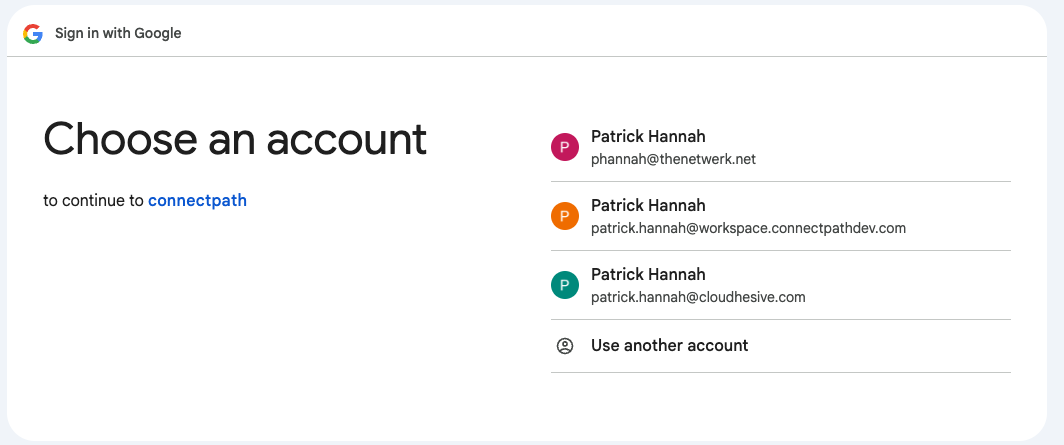 Sign in with Google
Choose an account
to continue to connectpath
P
Patrick Hannah
phannah@thenetwerk.net
P
Patrick Hannah
patrick.hannah@workspace.connectpathdev.com
P
Patrick Hannah
patrick.hannah@cloudhesive.com
Use another account